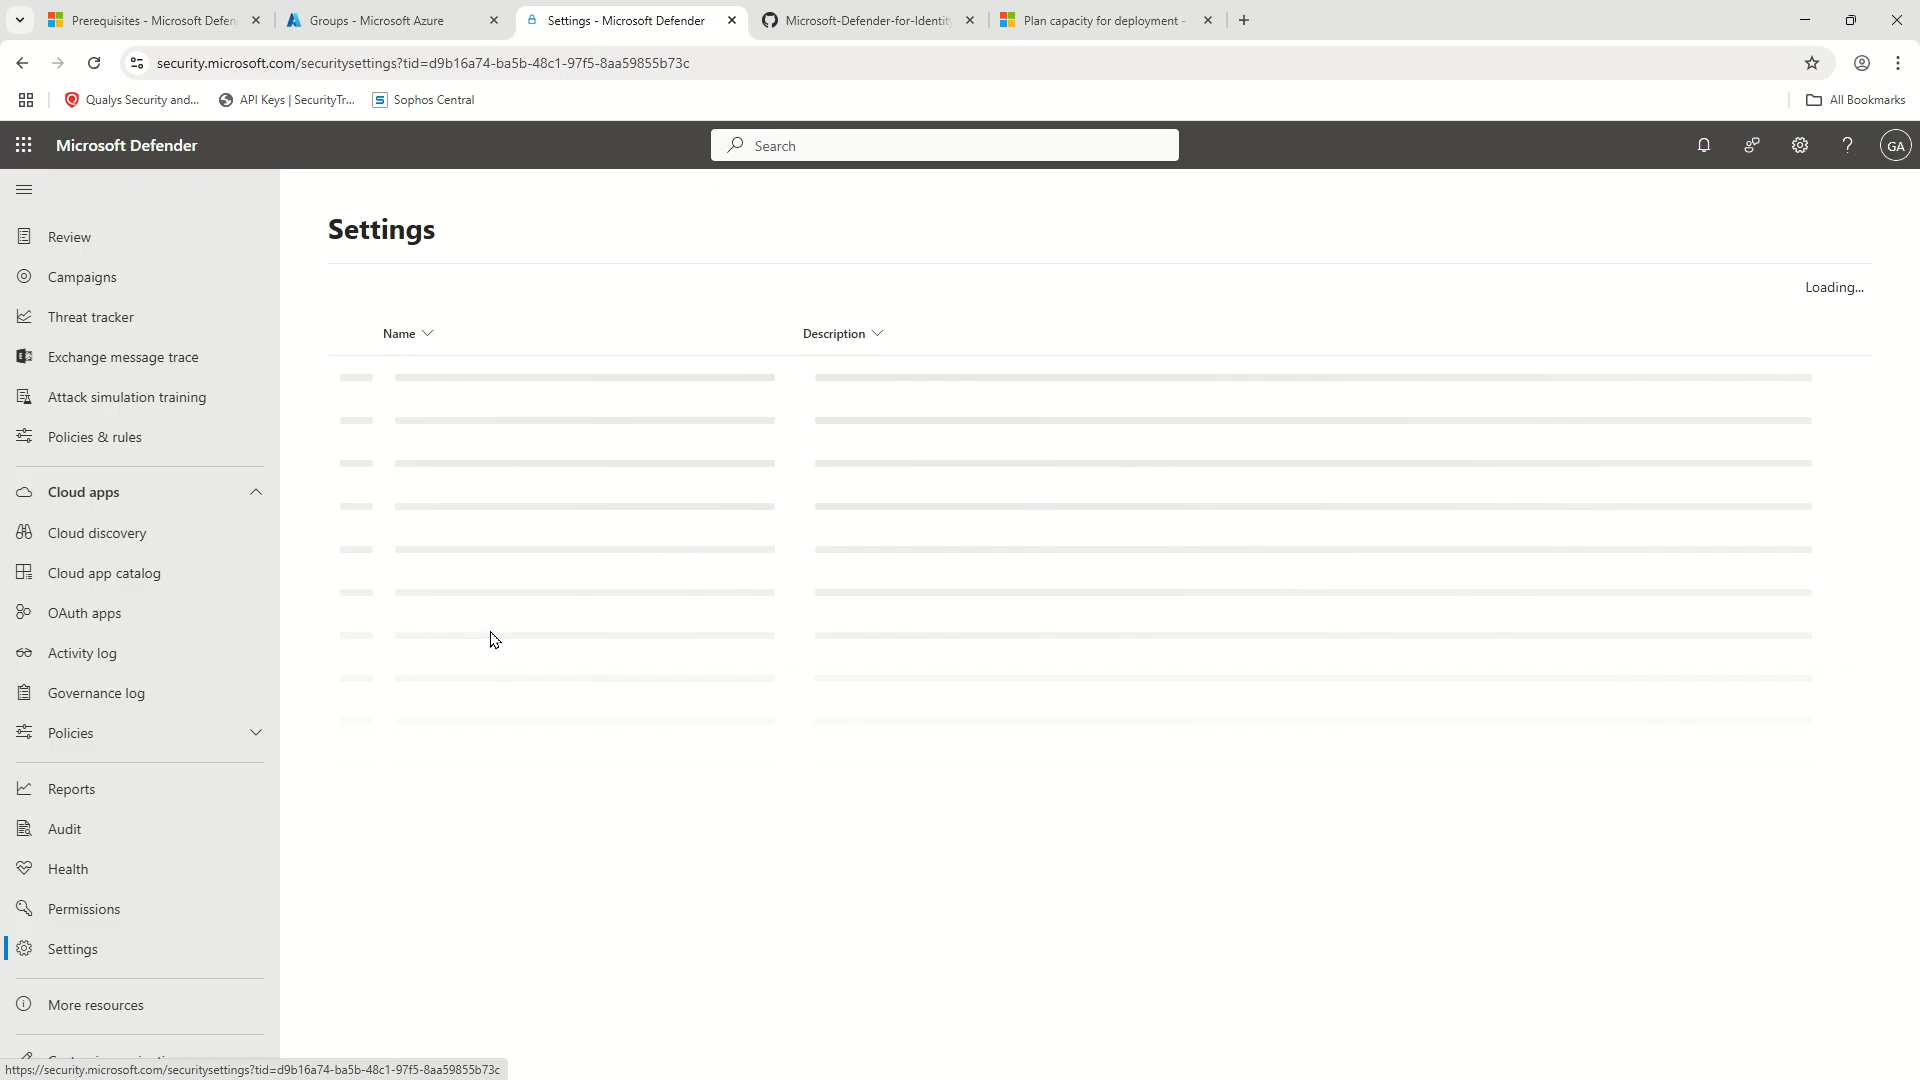 Prerequisites - Microsoft Defen
Groups - Microsoft Azure
Settings - Microsoft Defender
Microsoft-Defender-for-Identity
Plan capacity for deployment -
security.microsoft.com/securitysettings?tid=d9b16a74-ba5b-48c1-97f5-8aa59855b73c
Qualys Security and...
API Keys | SecurityTr...
Sophos Central
All Bookmarks
Microsoft Defender
Search
GA
Review
Campaigns
Threat tracker
Exchange message trace
Attack simulation training
Policies & rules
Cloud apps
Cloud discovery
Cloud app catalog
OAuth apps
Activity log
Governance log
Policies
Reports
Audit
Health
Permissions
Settings
More resources
Settings
Loading...
Name
Description
https://security.microsoft.com/securitysettings?tid=d9b16a74-ba5b-48c1-97f5-8aa59855b73c